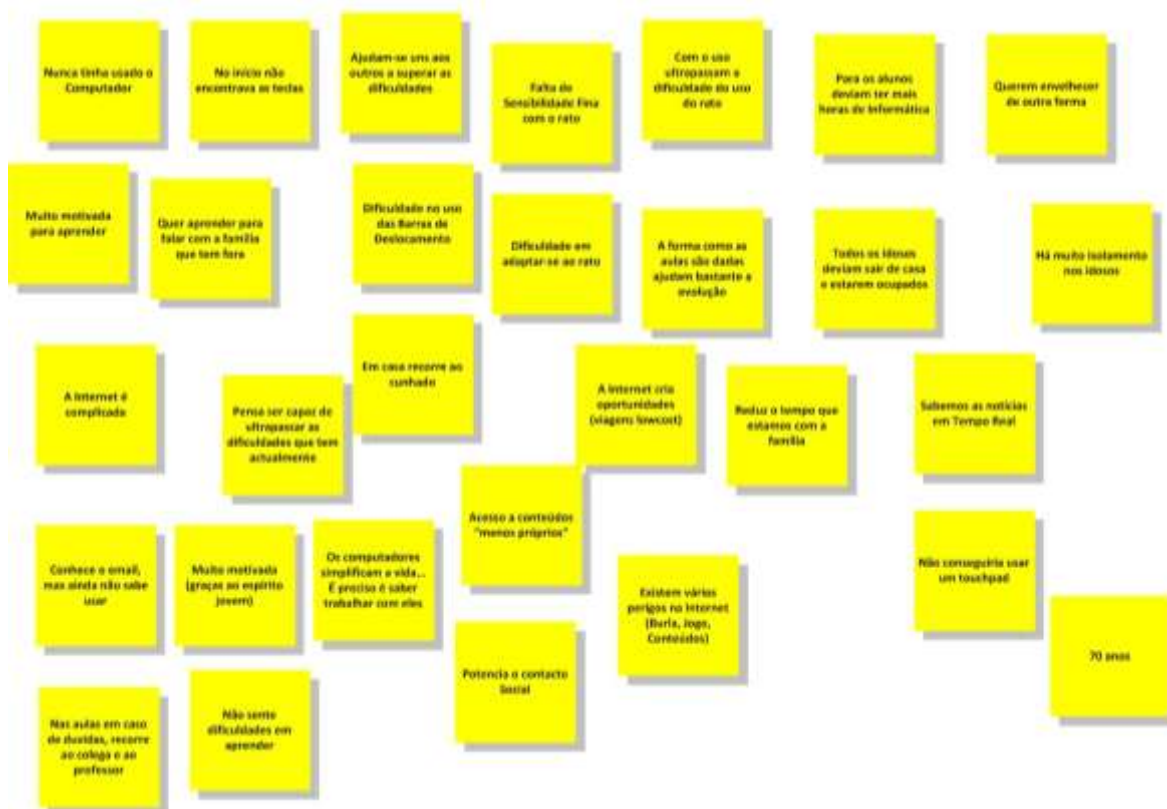 Nunca tinha usado o
Computador
No início não
encontrava as teclas
Ajudam-se uns aos
outros a superar as
dificuldades
Falta de
Sensibilidade Fina
com o rato
Com o uso
ultrapassam a
dificuldade do uso
do rato
Para os alunos
deviam ter mais
horas de Informática
Querem envelhecer
de outra forma
Muito motivada
para aprender
Quer aprender para
falar com a família
que tem fora
Dificuldade no uso
das Barras de
Deslocamento
Dificuldade em
adaptar-se ao rato
A forma como as
aulas são dadas
ajudam bastante a
evolução
Todos os idosos
deviam sair de casa
e estarem ocupados
Há muito isolamento
nos idosos
A Internet é
complicada
Pensa ser capaz de
ultrapassar as
dificuldades que tem
actualmente
Em casa recorre ao
cunhado
A Internet cria
oportunidades
(viagens lowcost)
Reduz o tempo que
estamos com a
família
Sabemos as notícias
em Tempo Real
Conhece o email,
mas ainda não sabe
usar
Muito motivada
(graças ao espírito
jovem)
Os computadores
simplificam a vida...
É preciso é saber
trabalhar com eles
Acesso a conteúdos
"menos próprios"
Existem vários
perigos na Internet
(Burla, Jogo,
Conteúdos)
Não conseguiria usar
um touchpad
70 anos
Nas aulas em caso
de duvidas, recorre
ao colega e ao
professor
Não sente
dificuldades em
aprender
Potencia o contacto
Social